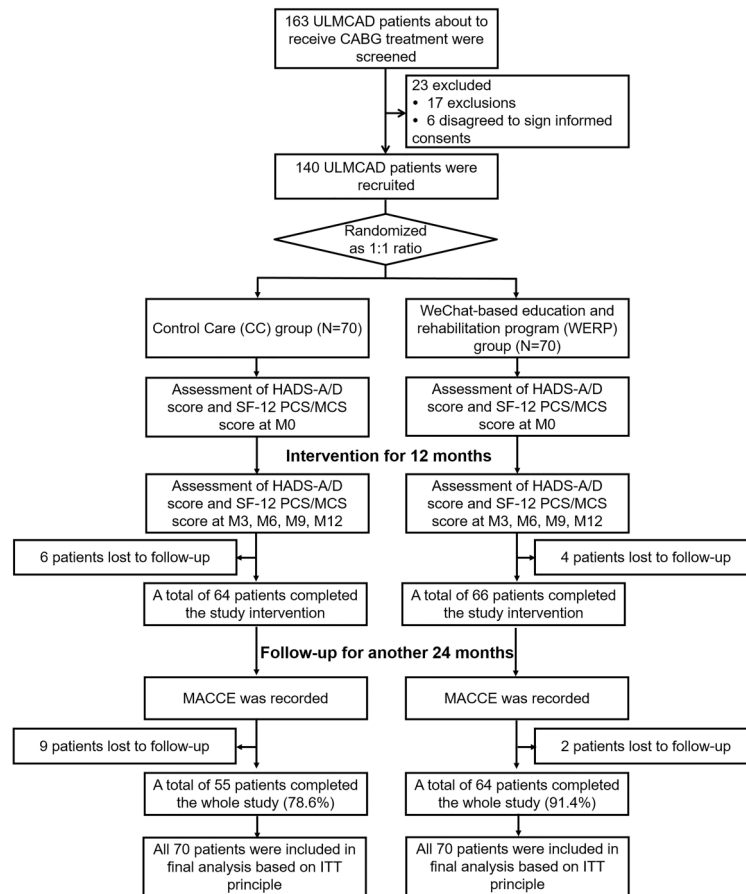 163 ULMCAD patients about to
receive CABG treatment were
screened
23 excluded
• 17 exclusions
• 6 disagreed to sign informed
consents
140 ULMCAD patients were
recruited
Randomized
as 1:1 ratio
Control Care (CC) group (N=70)
WeChat-based education and
rehabilitation program (WERP)
group (N=70)
Assessment of HADS-A/D
score and SF-12 PCS/MCS
score at M0
Assessment of HADS-A/D
score and SF-12 PCS/MCS
score at M0
Intervention for 12 months
Assessment of HADS-A/D
score and SF-12 PCS/MCS
score at M3, M6, M9, M12
Assessment of HADS-A/D
score and SF-12 PCS/MCS
score at M3, M6, M9, M12
6 patients lost to follow-up
4 patients lost to follow-up
A total of 64 patients completed
the study intervention
A total of 66 patients completed
the study intervention
Follow-up for another 24 months
MACCE was recorded
MACCE was recorded
9 patients lost to follow-up
2 patients lost to follow-up
A total of 55 patients completed
the whole study (78.6%)
A total of 64 patients completed
the whole study (91.4%)
All 70 patients were included in
final analysis based on ITT
principle
All 70 patients were included in
final analysis based on ITT
principle